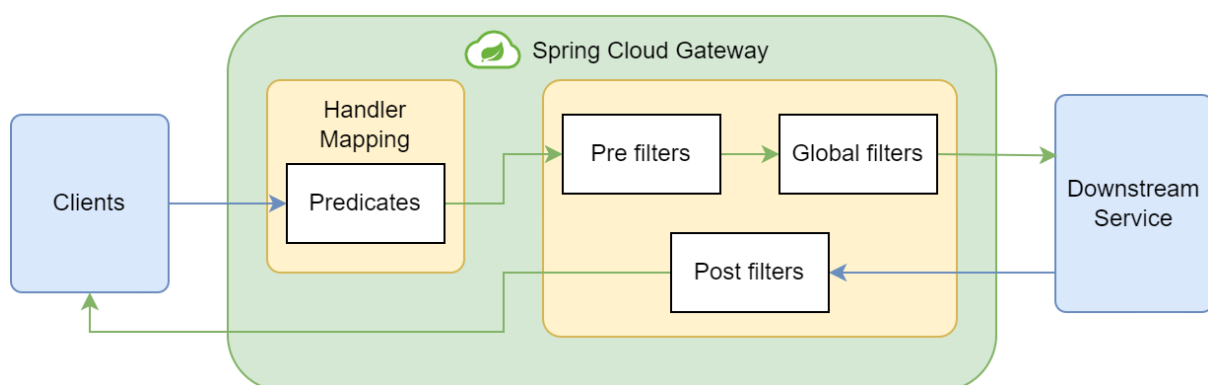 Spring Cloud Gateway
Handler
Mapping
Predicates
Clients
Pre filters
Global filters
Post filters
Downstream
Service